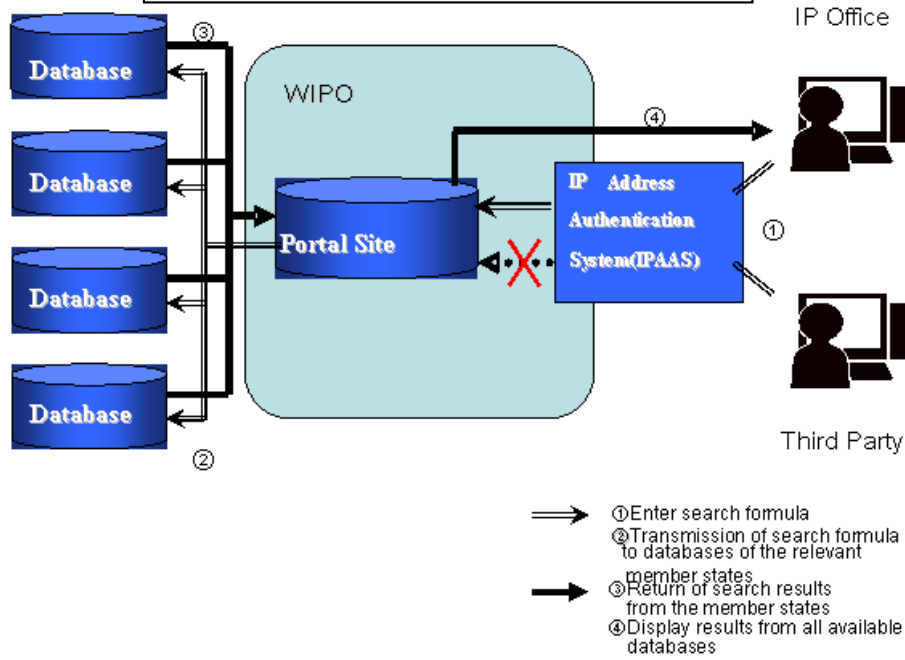 IP Office
③
Database
WIPO
④
Database
IP Address
Authentication
System(IPAAS)
①
Portal Site
Database
Database
Third Party
②
①Enter search formula
②Transmission of search formula
to databases of the relevant
member states
③Return of search results
from the member states
④Display results from all available
databases